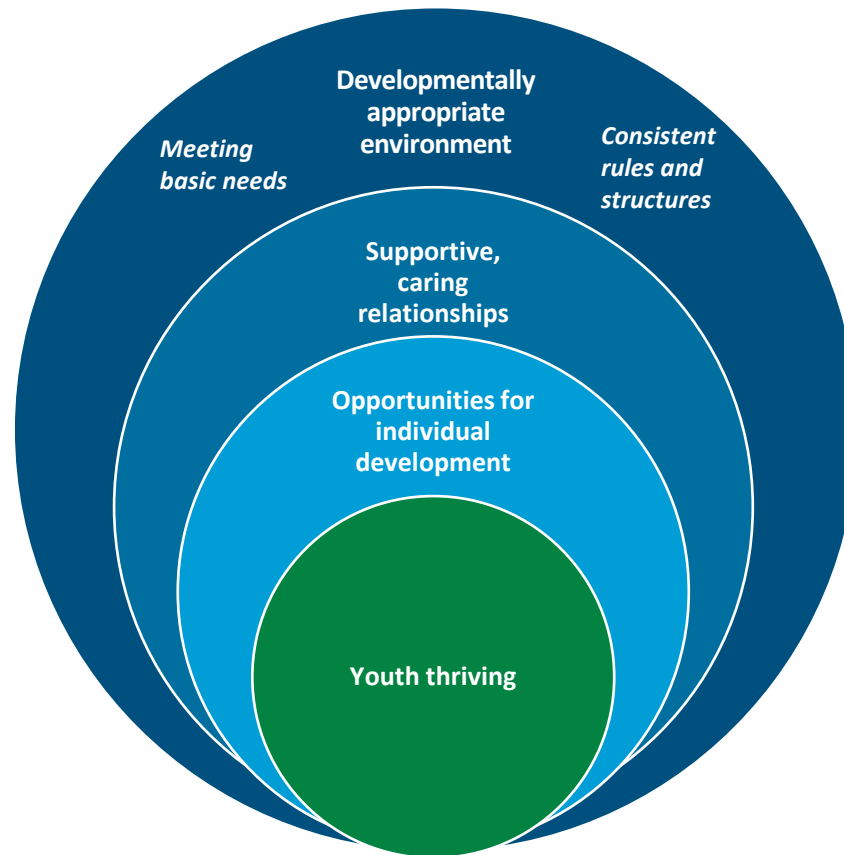 Developmentally
appropriate
environment
Meeting
basic needs
Consistent
rules and
structures
Supportive,
caring
relationships
Opportunities for
individual
development
Youth thriving